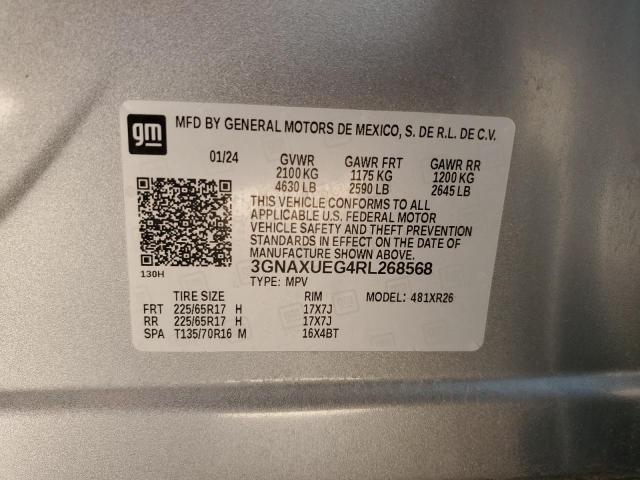 gm
MFD BY GENERAL MOTORS DE MEXICO, S. DE R.L. DE C.V.
01/24 GVWR GAWR FRT GAWR RR
2100 KG 1175 KG 1200 KG
4630 LB 2590 LB 2645 LB
THIS VEHICLE CONFORMS TO ALL
APPLICABLE U.S. FEDERAL MOTOR
VEHICLE SAFETY AND THEFT PREVENTION
STANDARDS IN EFFECT ON THE DATE OF
MANUFACTURE SHOWN ABOVE.
130H 3GNAXUEG4RL268568
TYPE: MPV
TIRE SIZE RIM MODEL: 481XR26
FRT 225/65R17 H 17X7J
RR 225/65R17 H 17X7J
SPA T135/70R16 M 16X4BT